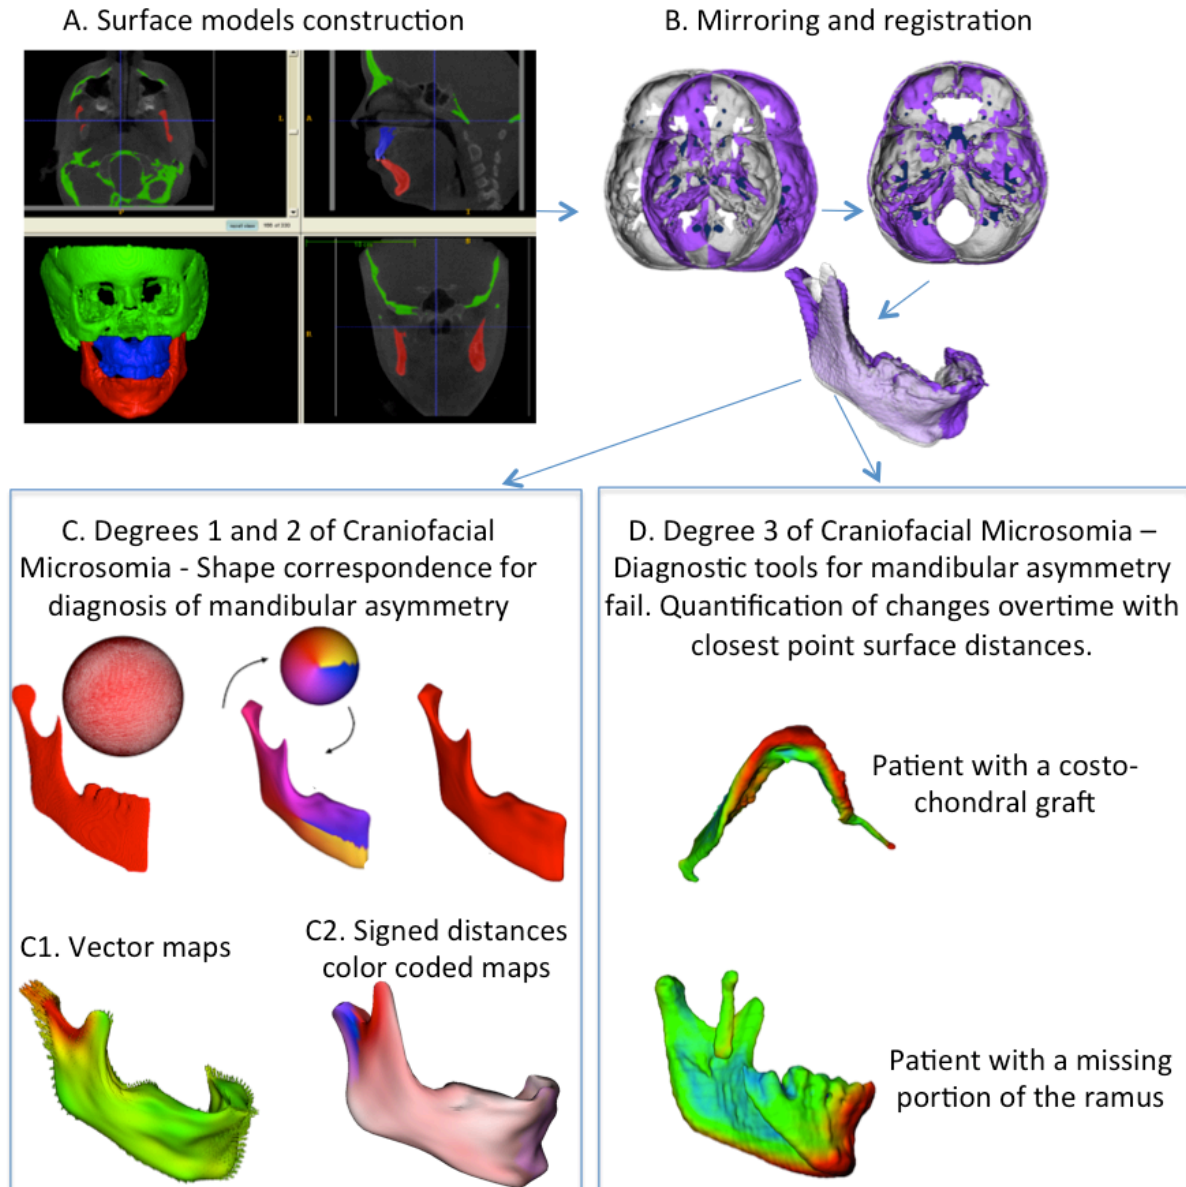 A. Surface models construction
B. Mirroring and registration
L
A
I
R
S
C. Degrees 1 and 2 of Craniofacial
Microsomia - Shape correspondence for
diagnosis of mandibular asymmetry
D. Degree 3 of Craniofacial Microsomia –
Diagnostic tools for mandibular asymmetry
fail. Quantification of changes overtime with
closest point surface distances.
Patient with a costo-
chondral graft
C1. Vector maps
C2. Signed distances
color coded maps
Patient with a missing
portion of the ramus